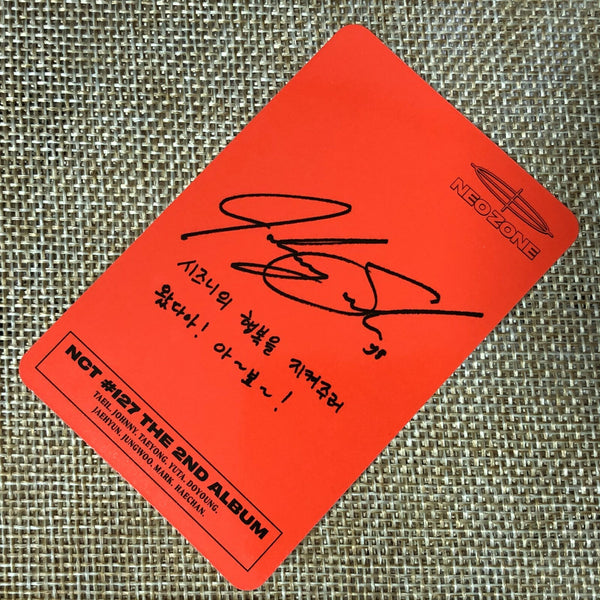 NEO ZONE
시즈니의 행복을 지켜주러
왔다아! 아~보~!
NCT #127 THE 2ND ALBUM
TAEIL. JOHNNY. TAEYONG. YUTA. DOYOUNG.
JAEHYUN. JUNGWOO. MARK. HAECHAN.